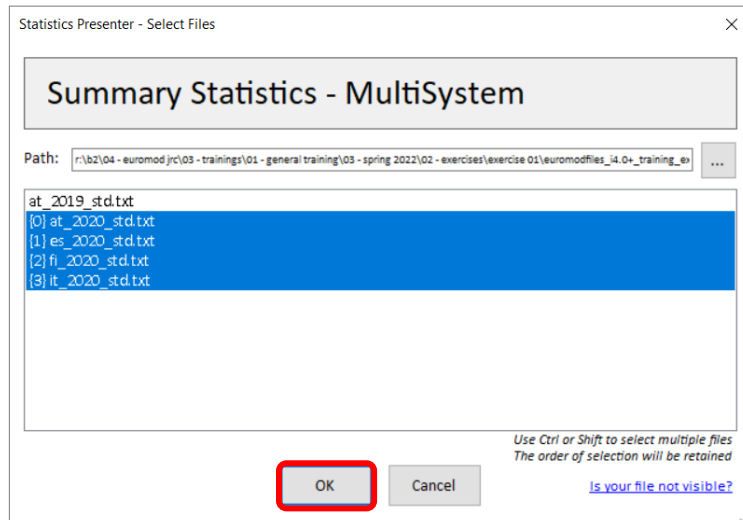 Statistics Presenter - Select Files
Summary Statistics - MultiSystem
Path: r:\b2\04 - euromod jrc\03 - trainings\01 - general training\03 - spring 2022\02 - exercises\exercise 01\euromodfiles_i4.0+_training_ex
...
at_2019_std.txt
{0} at_2020_std.txt
{1} es_2020_std.txt
{2} fi_2020_std.txt
{3} it_2020_std.txt
Use Ctrl or Shift to select multiple files
The order of selection will be retained
OK Cancel Is your file not visible?